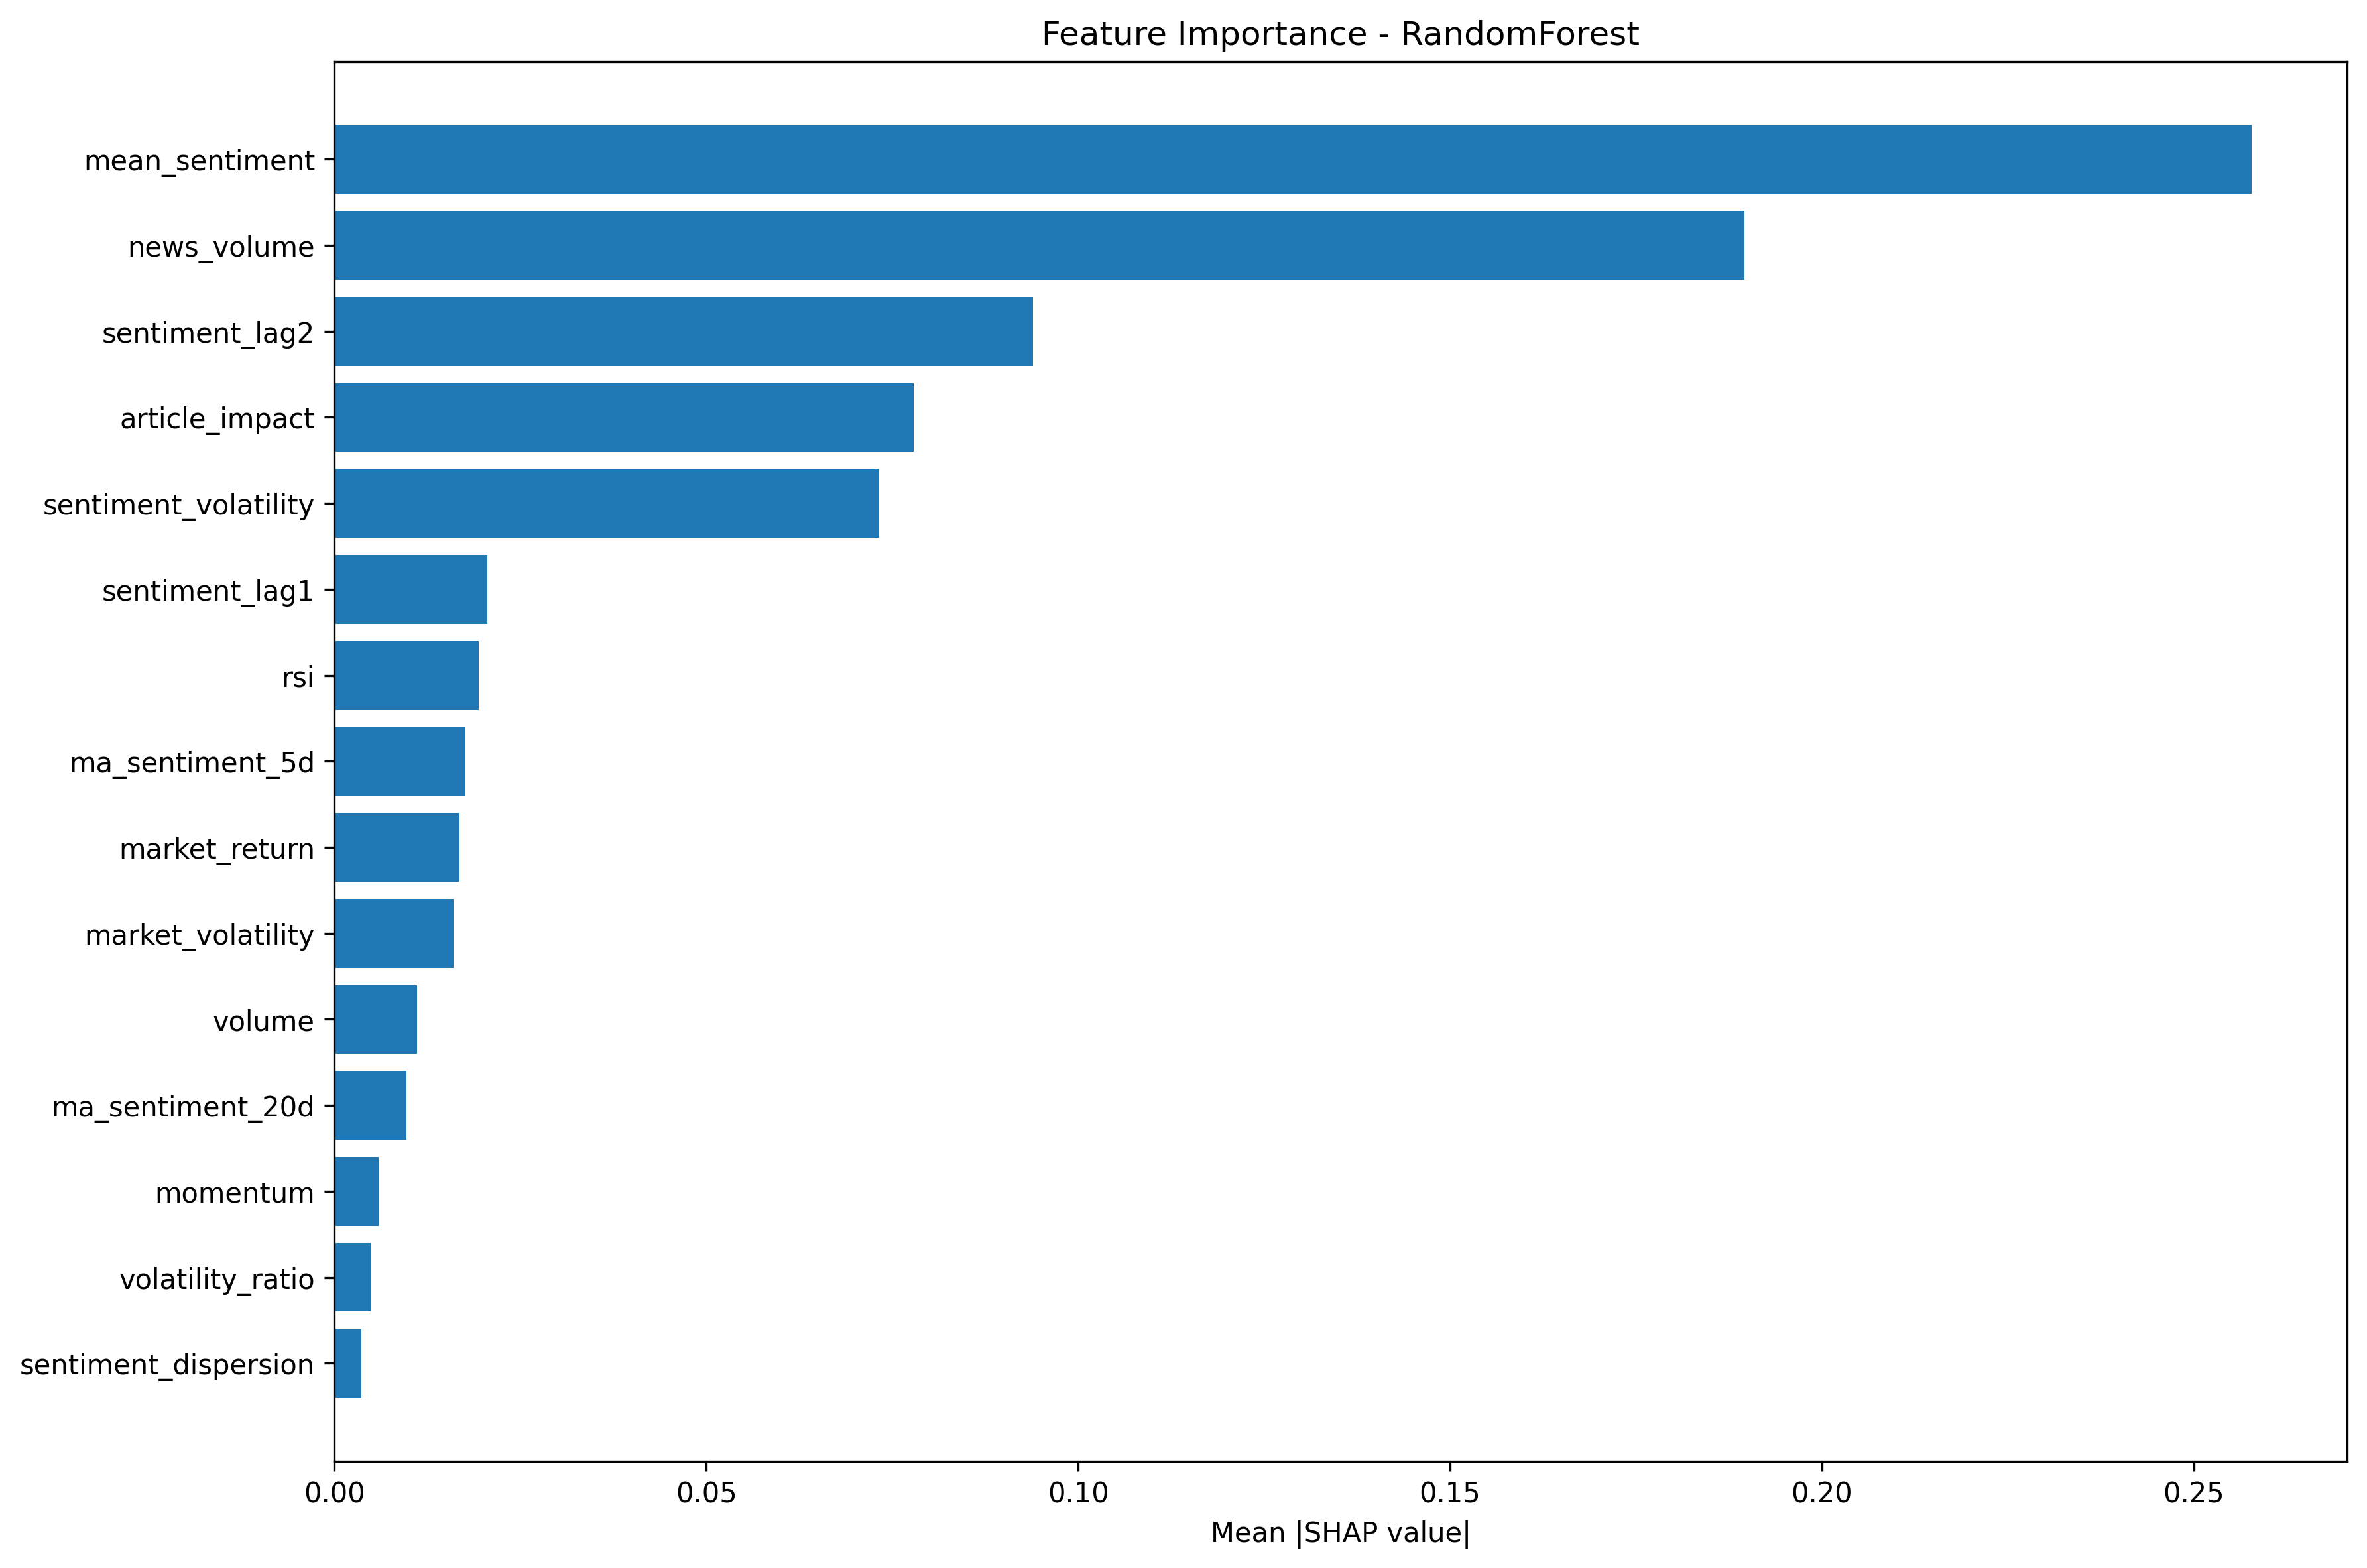 Feature Importance - RandomForest
mean_sentiment
news_volume
sentiment_lag2
article_impact
sentiment_volatility
sentiment_lag1
rsi
ma_sentiment_5d
market_return
market_volatility
volume
ma_sentiment_20d
momentum
volatility_ratio
sentiment_dispersion
0.00 0.05 0.10 0.15 0.20 0.25
Mean |SHAP value|